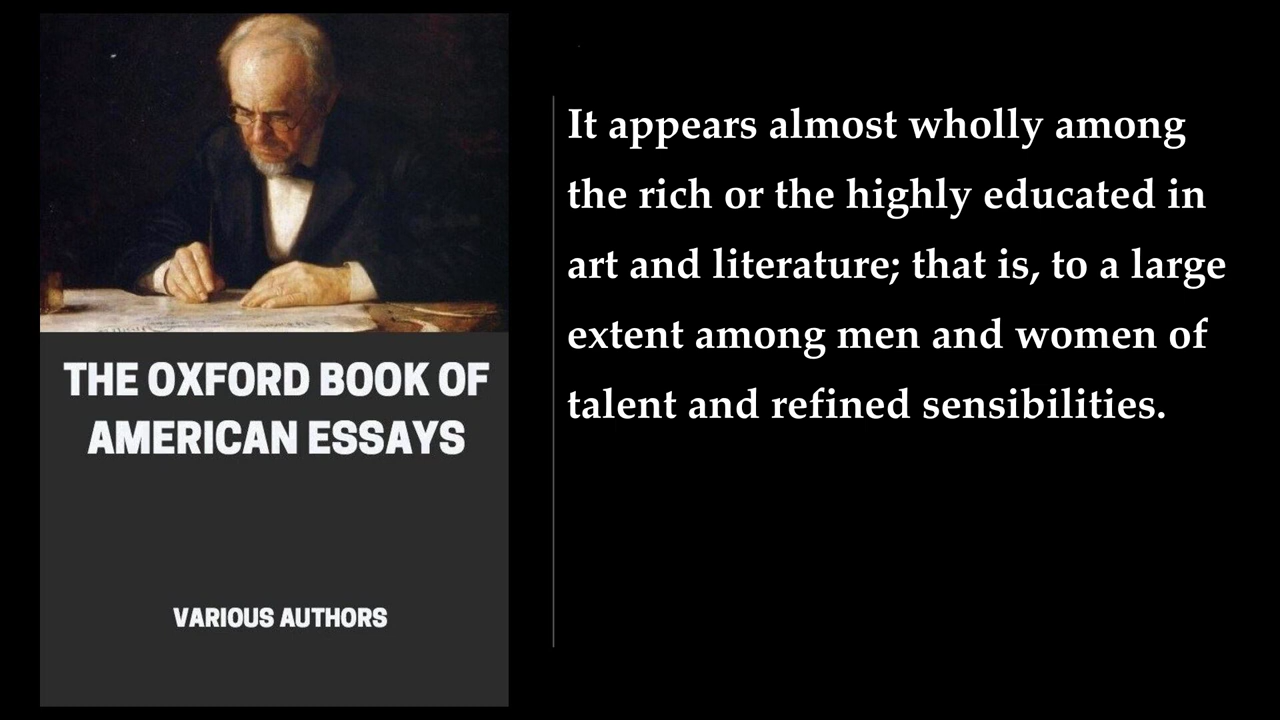 THE OXFORD BOOK OF
AMERICAN ESSAYS
VARIOUS AUTHORS
It appears almost wholly among
the rich or the highly educated in
art and literature; that is, to a large
extent among men and women of
talent and refined sensibilities.